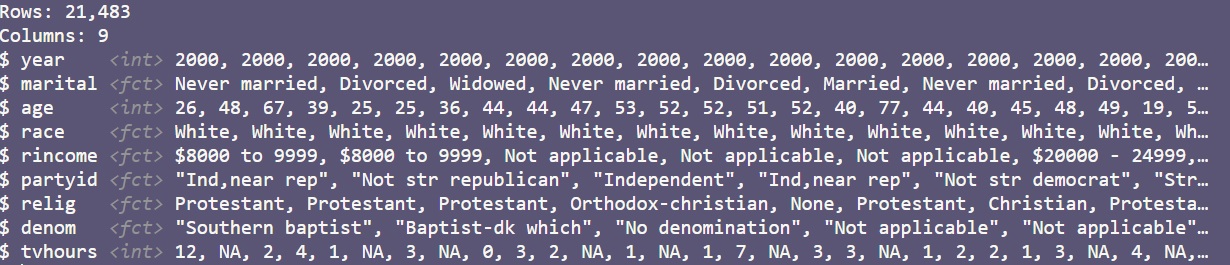 Rows: 21,483
Columns: 9
$ year    <int> 2000, 2000, 2000, 2000, 2000, 2000, 2000, 2000, 2000, 2000, 2000, 2000, 2000, 2000, 2000, 200…
$ marital <fct> Never married, Divorced, Widowed, Never married, Divorced, Married, Never married, Divorced, …
$ age     <int> 26, 48, 67, 39, 25, 25, 36, 44, 44, 47, 53, 52, 52, 51, 52, 40, 77, 44, 40, 45, 48, 49, 19, 5…
$ race    <fct> White, White, White, White, White, White, White, White, White, White, White, White, White, Wh…
$ rincome <fct> $8000 to 9999, $8000 to 9999, Not applicable, Not applicable, Not applicable, $20000 - 24999,…
$ partyid <fct> "Ind,near rep", "Not str republican", "Independent", "Ind,near rep", "Not str democrat", "Str…
$ relig   <fct> Protestant, Protestant, Protestant, Orthodox-christian, None, Protestant, Christian, Protesta…
$ denom   <fct> "Southern baptist", "Baptist-dk which", "No denomination", "Not applicable", "Not applicable"…
$ tvhours <int> 12, NA, 2, 4, 1, NA, 3, NA, 0, 3, 2, NA, 1, NA, 1, 7, NA, 3, 3, NA, 1, 2, 2, 1, 3, NA, 4, NA,…